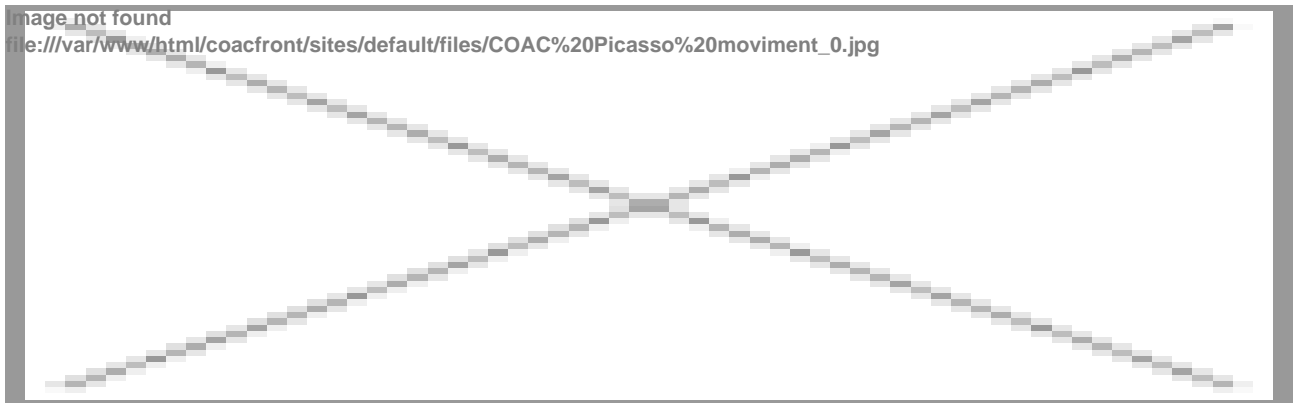 Image not found
file:///var/www/html/coacfront/sites/default/files/COAC%20Picasso%20moviment_0.jpg